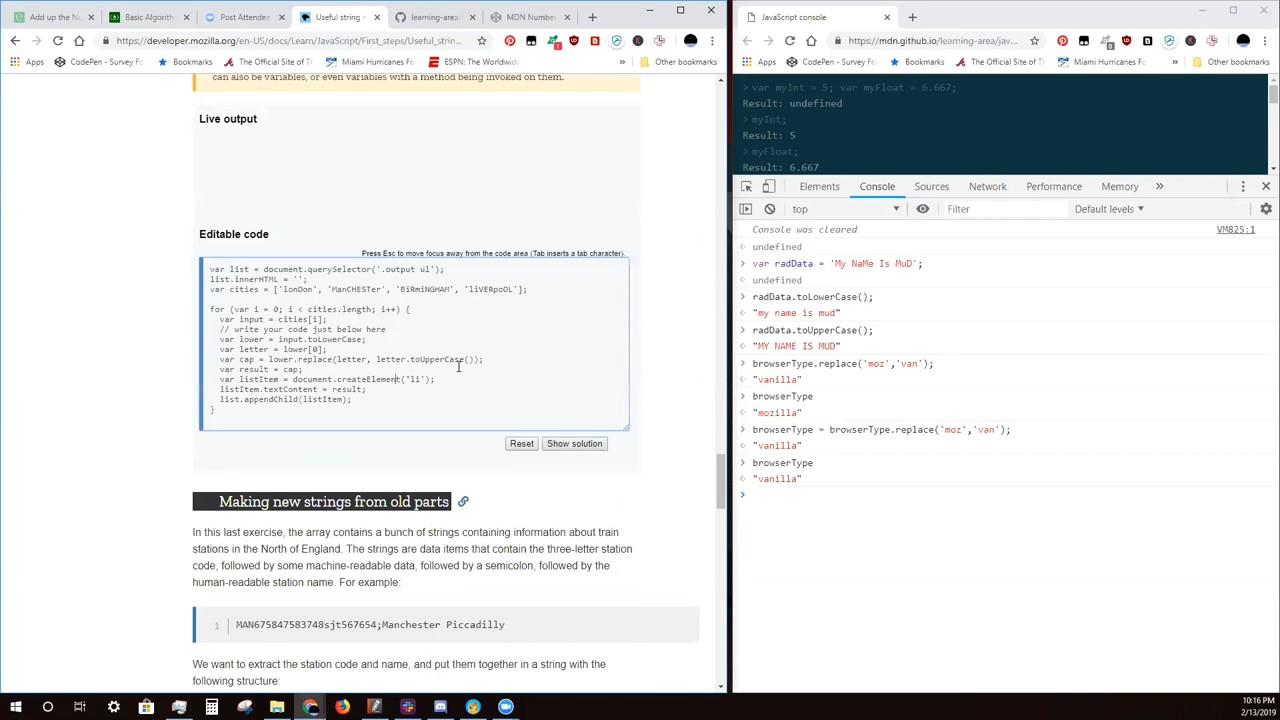 Add up the Nu
Basic Algorith
Post Attendee
Useful string m
learning-area
MDN Number
JavaScript console
https://developer.mozilla.org/en-US/docs/Learn/JavaScript/First_steps/Useful_strin...
https://mdn.github.io/learning-area/jav...
Apps
CodePen - Survey Fo
Bookmarks
The Official Site of T
Miami Hurricanes Fo
ESPN: The Worldwide
»
Other bookmarks
Apps
CodePen - Survey Fo
Bookmarks
The Official Site of T
Miami Hurricanes Fo
»
Other bookmarks
can also be variables, or even variables with a method being invoked on them.
Live output
Editable code
Press Esc to move focus away from the code area (Tab inserts a tab character).
var list = document.querySelector('.output ul');
list.innerHTML = '';
var cities = ['lonDon', 'ManCHESTer', 'BiRmiNGHAM', 'liVERpoOL'];
for (var i = 0; i < cities.length; i++) {
var input = cities[i];
// write your code just below here
var lower = input.toLowerCase;
var letter = lower[0];
var cap = lower.replace(letter, letter.toUpperCase());
var result = cap;
var listItem = document.createElement('li');
listItem.textContent = result;
list.appendChild(listItem);
}
Reset
Show solution
Making new strings from old parts
In this last exercise, the array contains a bunch of strings containing information about train
stations in the North of England. The strings are data items that contain the three-letter station
code, followed by some machine-readable data, followed by a semicolon, followed by the
human-readable station name. For example:
1 MAN675847583748sjt567654;Manchester Piccadilly
We want to extract the station code and name, and put them together in a string with the
following structure:
> var myInt = 5; var myFloat = 6.667;
Result: undefined
> myInt;
Result: 5
> myFloat;
Result: 6.667
Elements Console Sources Network Performance Memory »
top Filter Default levels
Console was cleared VM825:1
undefined
var radData = 'My NaMe Is MuD';
undefined
radData.toLowerCase();
"my name is mud"
radData.toUpperCase();
"MY NAME IS MUD"
browserType.replace('moz','van');
"vanilla"
browserType
"mozilla"
browserType = browserType.replace('moz','van');
"vanilla"
browserType
"vanilla"
10:16 PM
2/13/2019